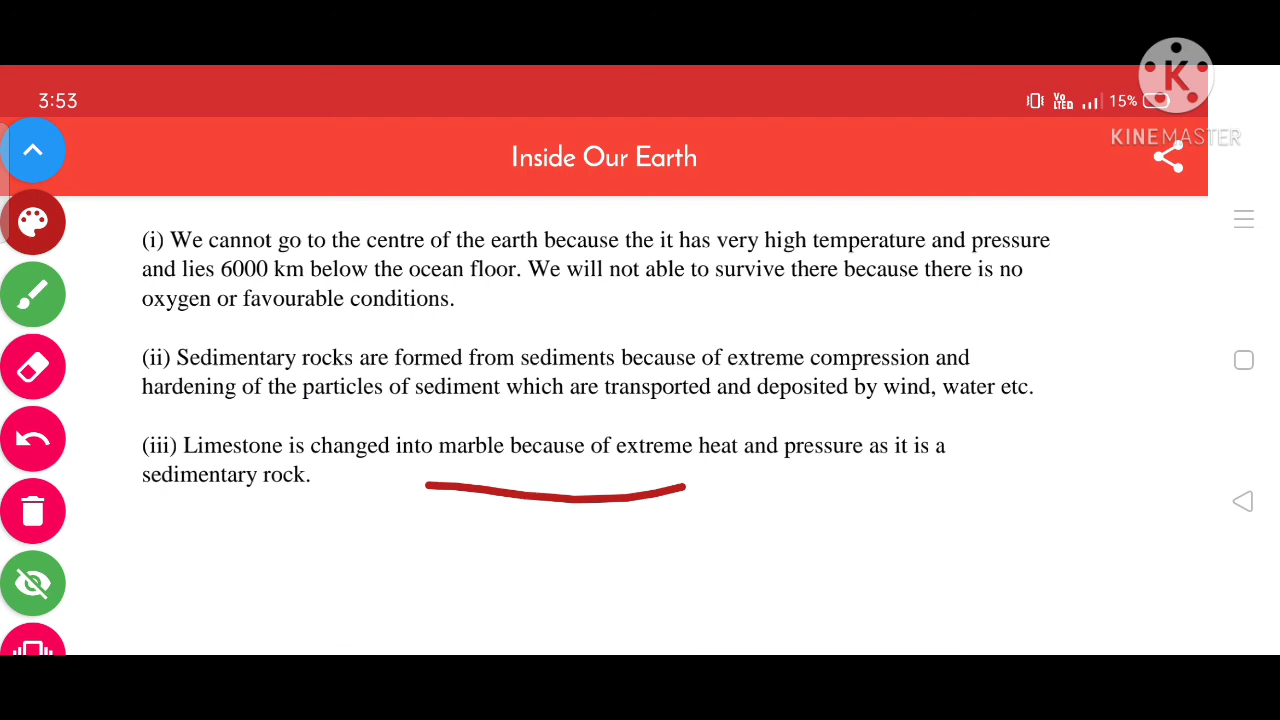 K
3:53
Vo
LTED
15%
KINEMASTER
Inside Our Earth
(i) We cannot go to the centre of the earth because the it has very high temperature and pressure
and lies 6000 km below the ocean floor. We will not able to survive there because there is no
oxygen or favourable conditions.
(ii) Sedimentary rocks are formed from sediments because of extreme compression and
hardening of the particles of sediment which are transported and deposited by wind, water etc.
(iii) Limestone is changed into marble because of extreme heat and pressure as it is a
sedimentary rock.